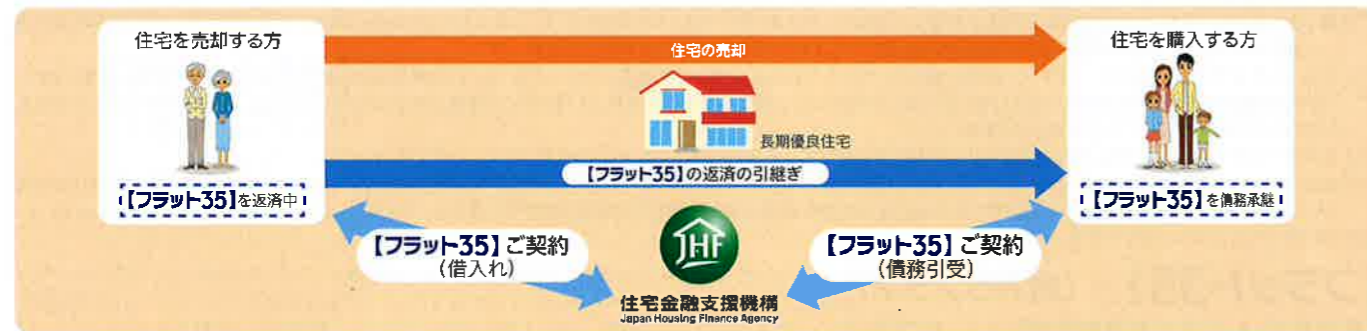 住宅を売却する方
住宅の売却
住宅を購入する方
長期優良住宅
【フラット35】の返済の引継ぎ
【フラット35】を返済中
【フラット35】を債務承継
【フラット35】ご契約
(借入れ)
JHF
【フラット35】ご契約
(債務引受)
住宅金融支援機構
Japan Housing Finance Agency